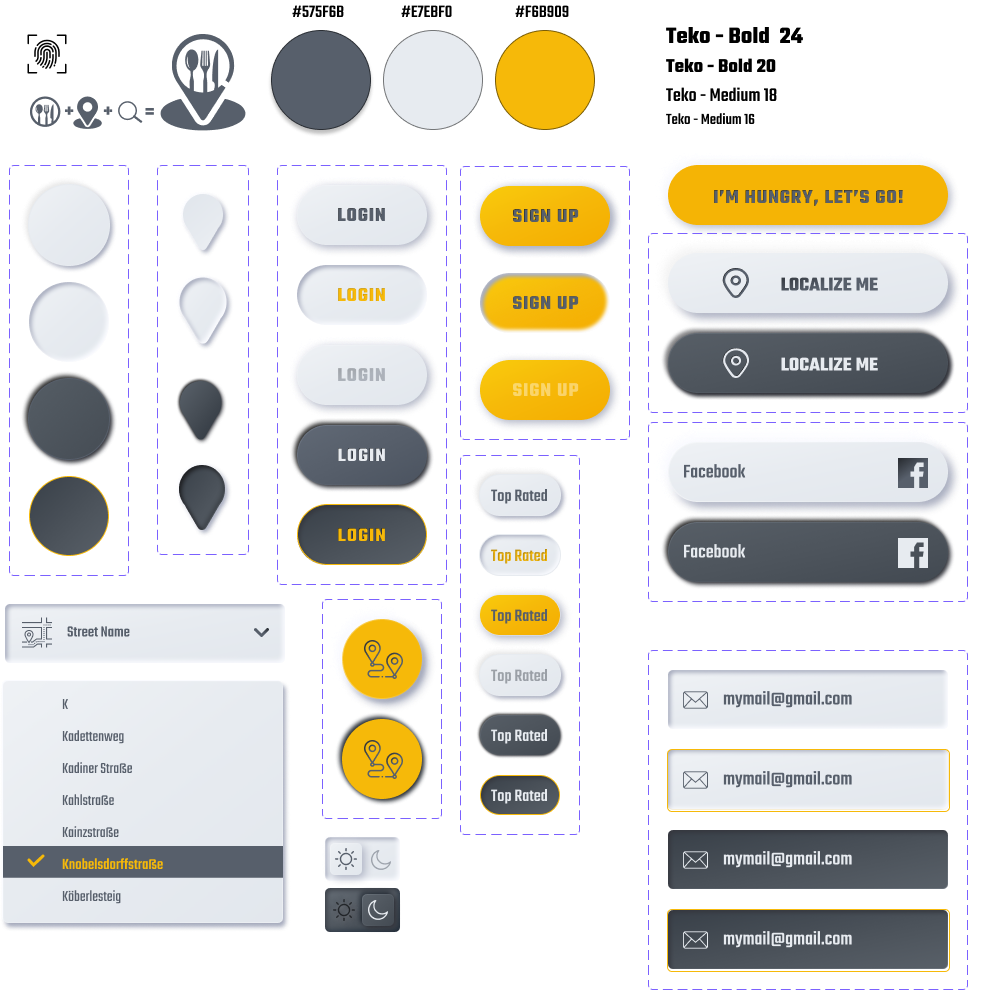 #575F6B
#E7EBF0
#F6B909
Teko - Bold 24
Teko - Bold 20
Teko - Medium 18
Teko - Medium 16
+ + =
LOGIN
LOGIN
LOGIN
LOGIN
LOGIN
SIGN UP
SIGN UP
SIGN UP
I'M HUNGRY, LET'S GO!
LOCALIZE ME
LOCALIZE ME
Facebook
Facebook
Top Rated
Top Rated
Top Rated
Top Rated
Top Rated
Top Rated
Street Name
K
Kadettenweg
Kadiner Straße
Kahlstraße
Kainzstraße
Knobelsdorffstraße
Käberlesteig
mymail@gmail.com
mymail@gmail.com
mymail@gmail.com
mymail@gmail.com